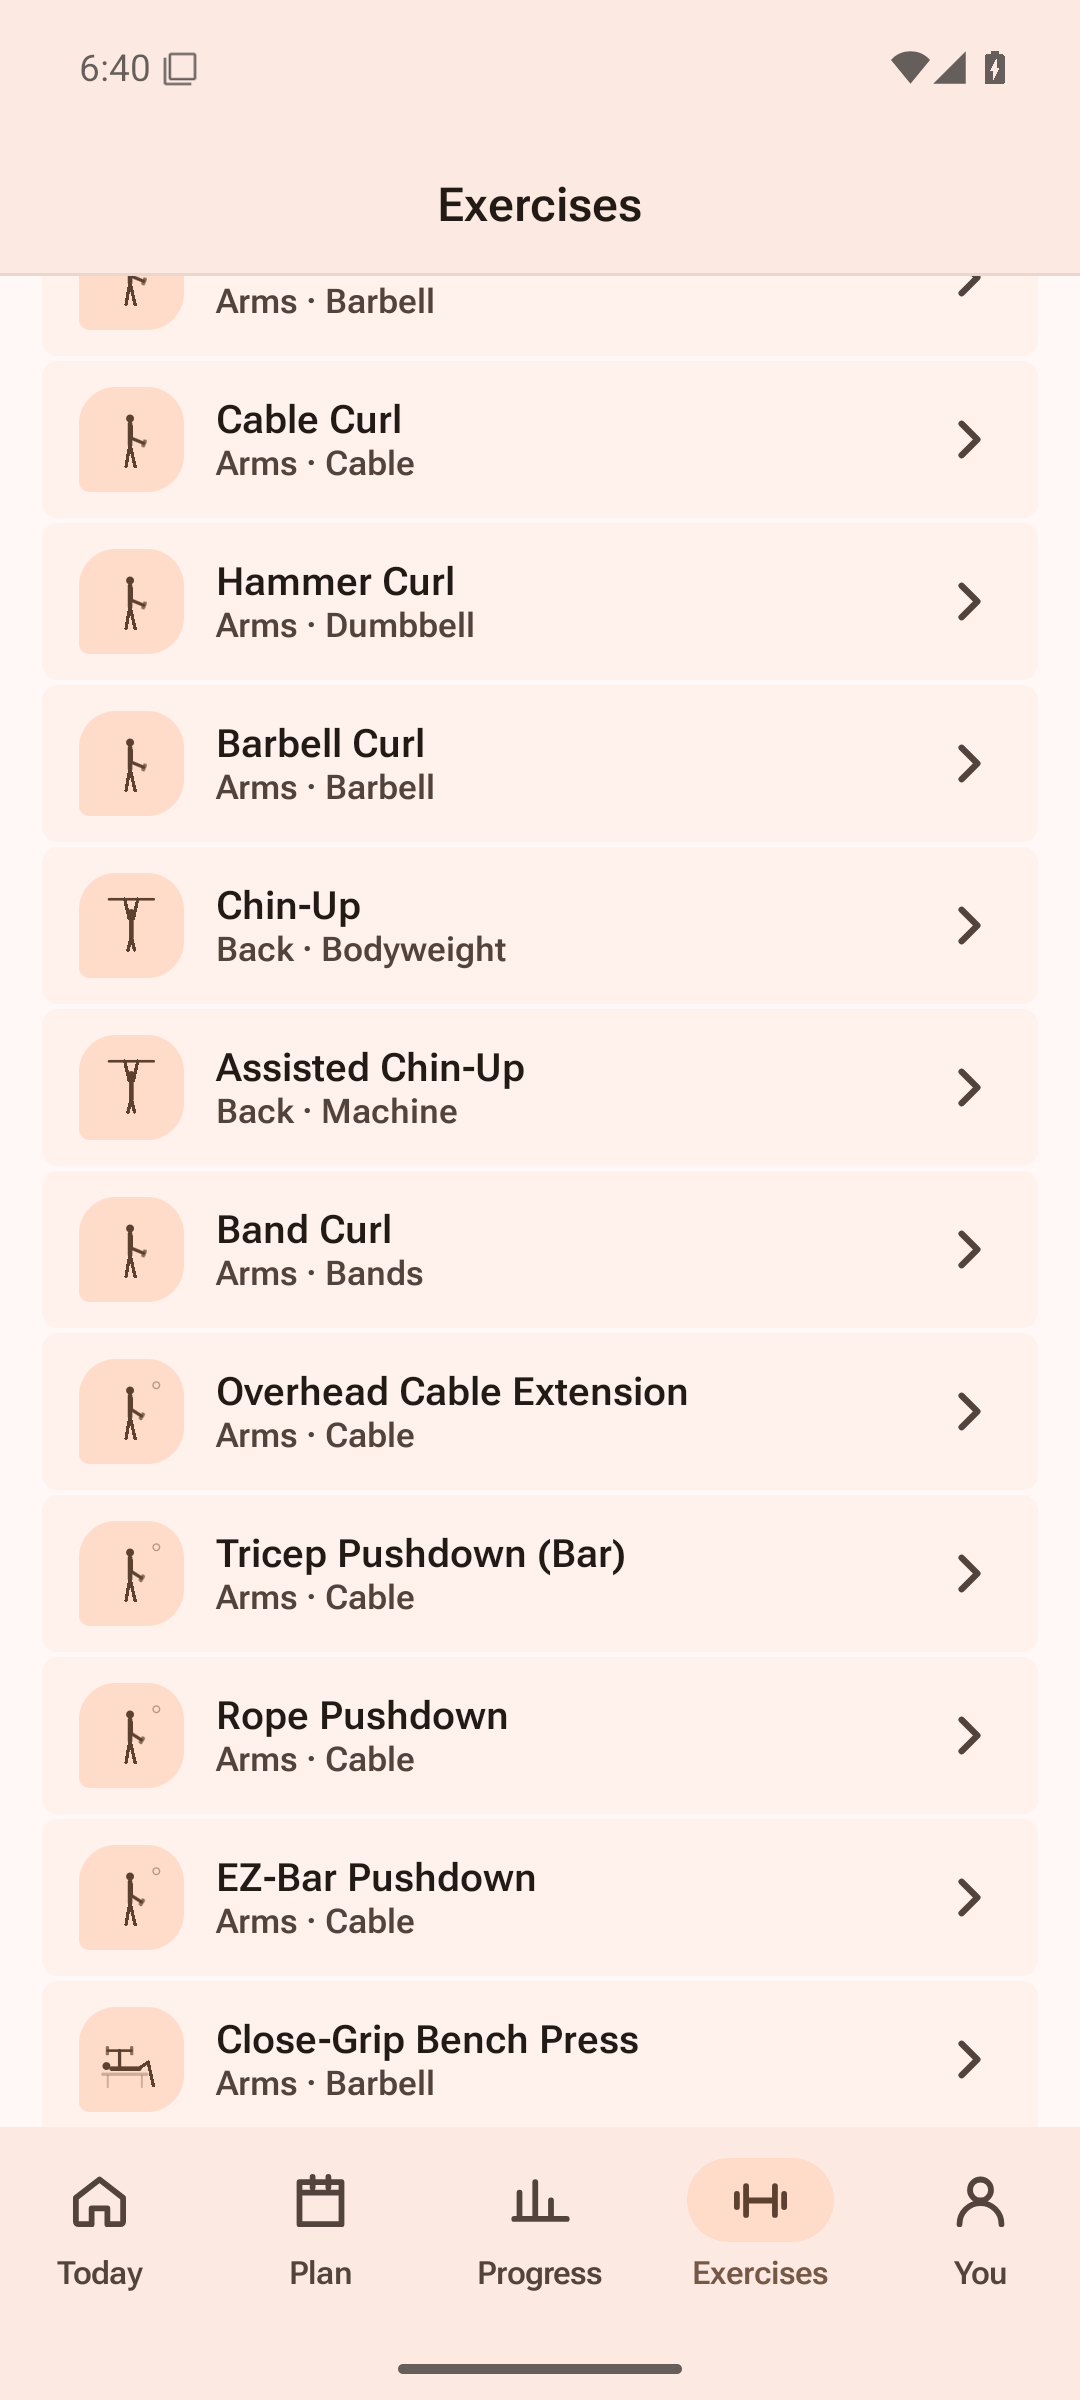 6:40
Exercises
Arms · Barbell
Cable Curl
Arms · Cable
Hammer Curl
Arms · Dumbbell
Barbell Curl
Arms · Barbell
Chin-Up
Back · Bodyweight
Assisted Chin-Up
Back · Machine
Band Curl
Arms · Bands
Overhead Cable Extension
Arms · Cable
Tricep Pushdown (Bar)
Arms · Cable
Rope Pushdown
Arms · Cable
EZ-Bar Pushdown
Arms · Cable
Close-Grip Bench Press
Arms · Barbell
Today
Plan
Progress
Exercises
You